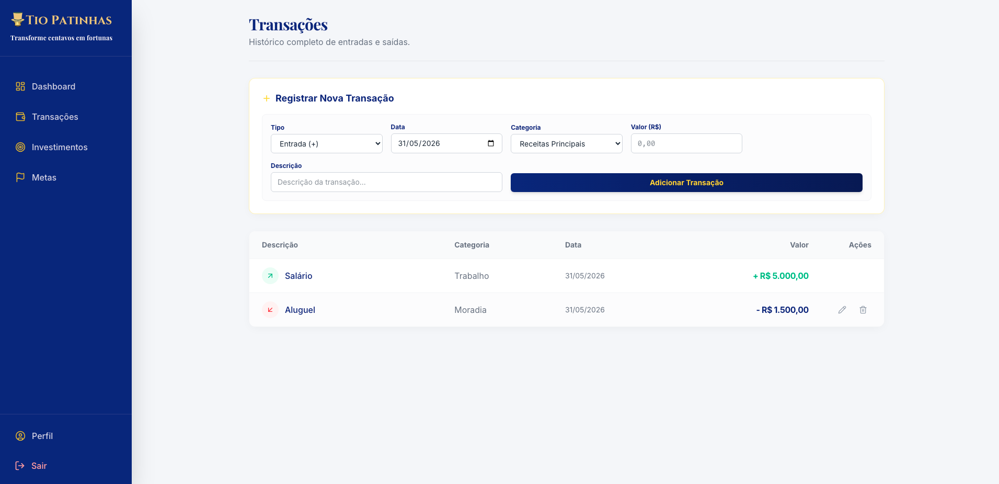 Tio Patinhas
Transforme centavos em fortunas
Dashboard
Transações
Investimentos
Metas
Perfil
Sair
Transações
Histórico completo de entradas e saídas.
Registrar Nova Transação
Tipo Data Categoria Valor (R$)
Entrada (+) 31/05/2026 Receitas Principais 0,00
Descrição
Descrição da transação... Adicionar Transação
Descrição Categoria Data Valor Ações
Salário Trabalho 31/05/2026 + R$ 5.000,00
Aluguel Moradia 31/05/2026 - R$ 1.500,00